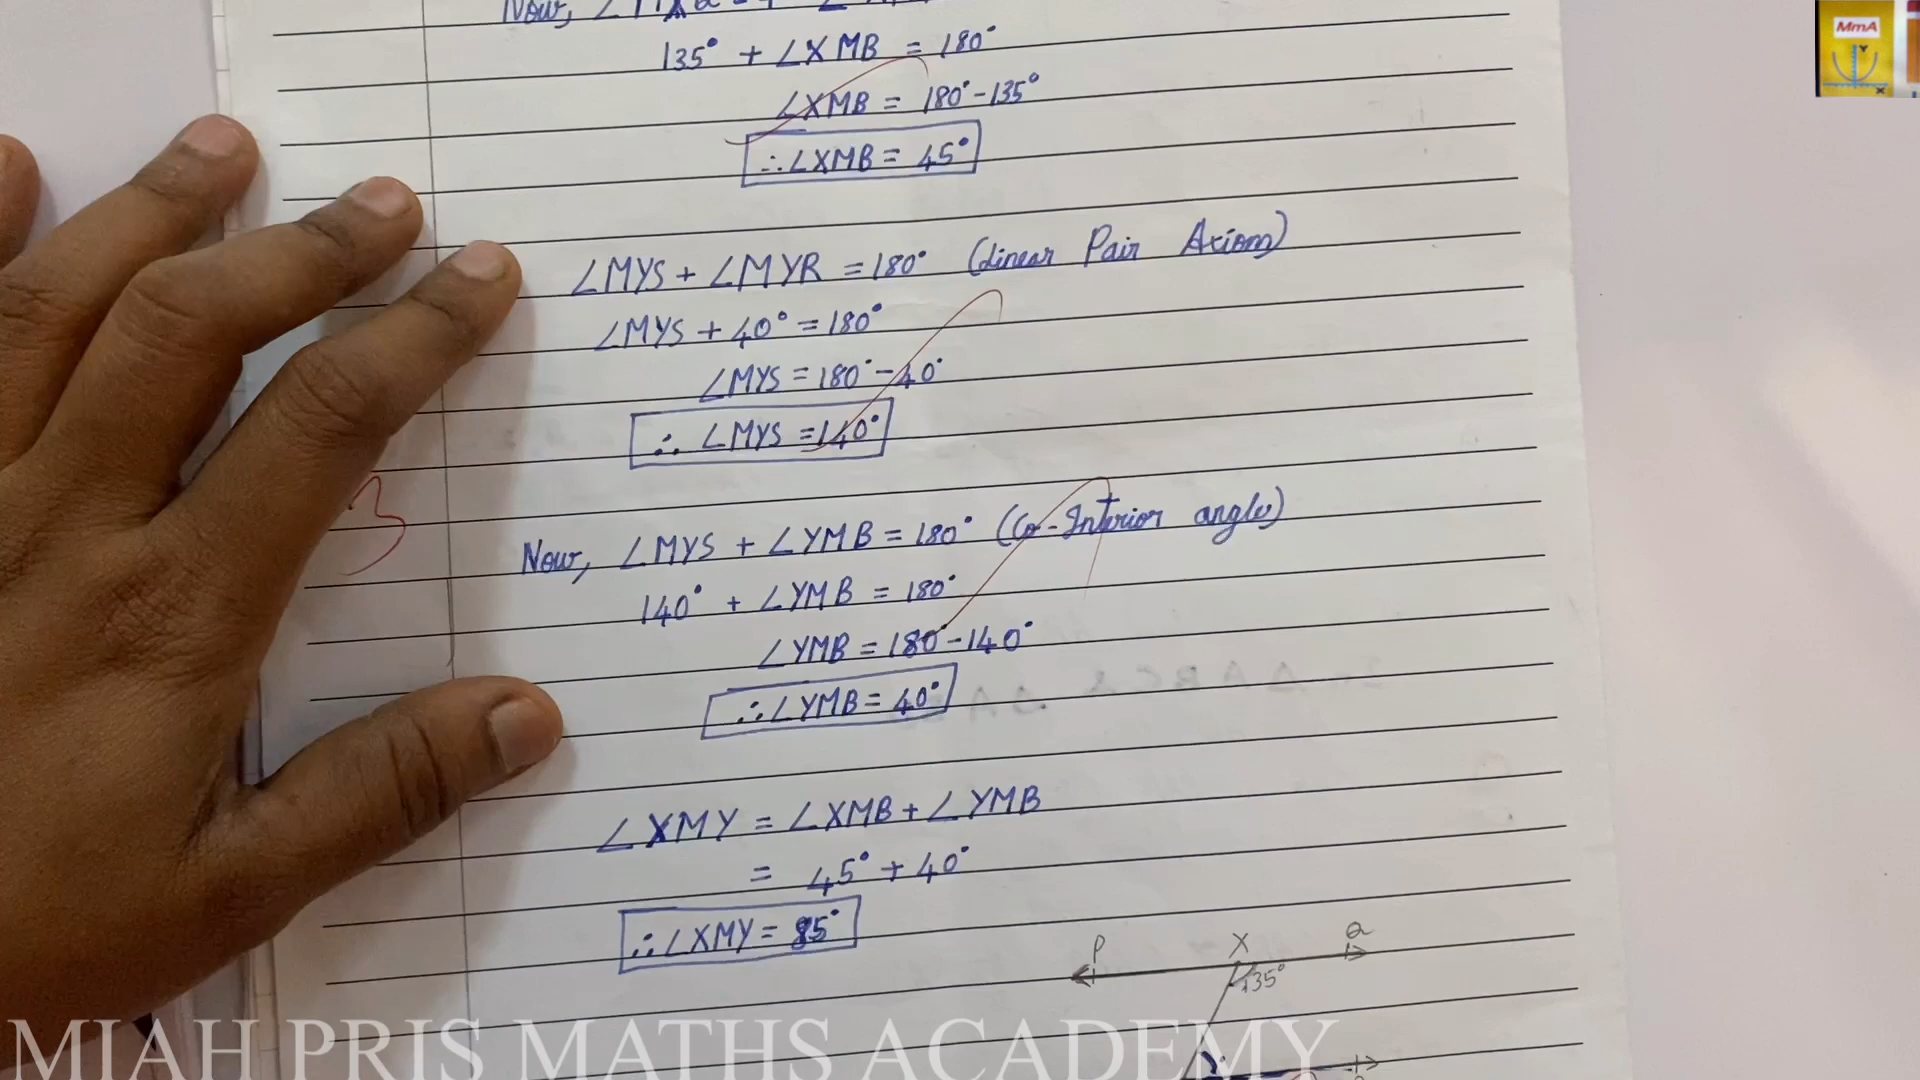 MmA
Y
X
Now,
135° + ∠XMB = 180°
∠XMB = 180° - 135°
∴ ∠XMB = 45°
∠MYS + ∠MYR = 180° (Linear Pair Axiom)
∠MYS + 40° = 180°
∠MYS = 180° - 40°
∴ ∠MYS = 140°
3
Now, ∠MYS + ∠YMB = 180° (Co-Interior angle)
140° + ∠YMB = 180°
∠YMB = 180° - 140°
∴ ∠YMB = 40°
∠XMY = ∠XMB + ∠YMB
= 45° + 40°
∴ ∠XMY = 85°
P X Q
135°
MIAH PRIS MATHS ACADEMY